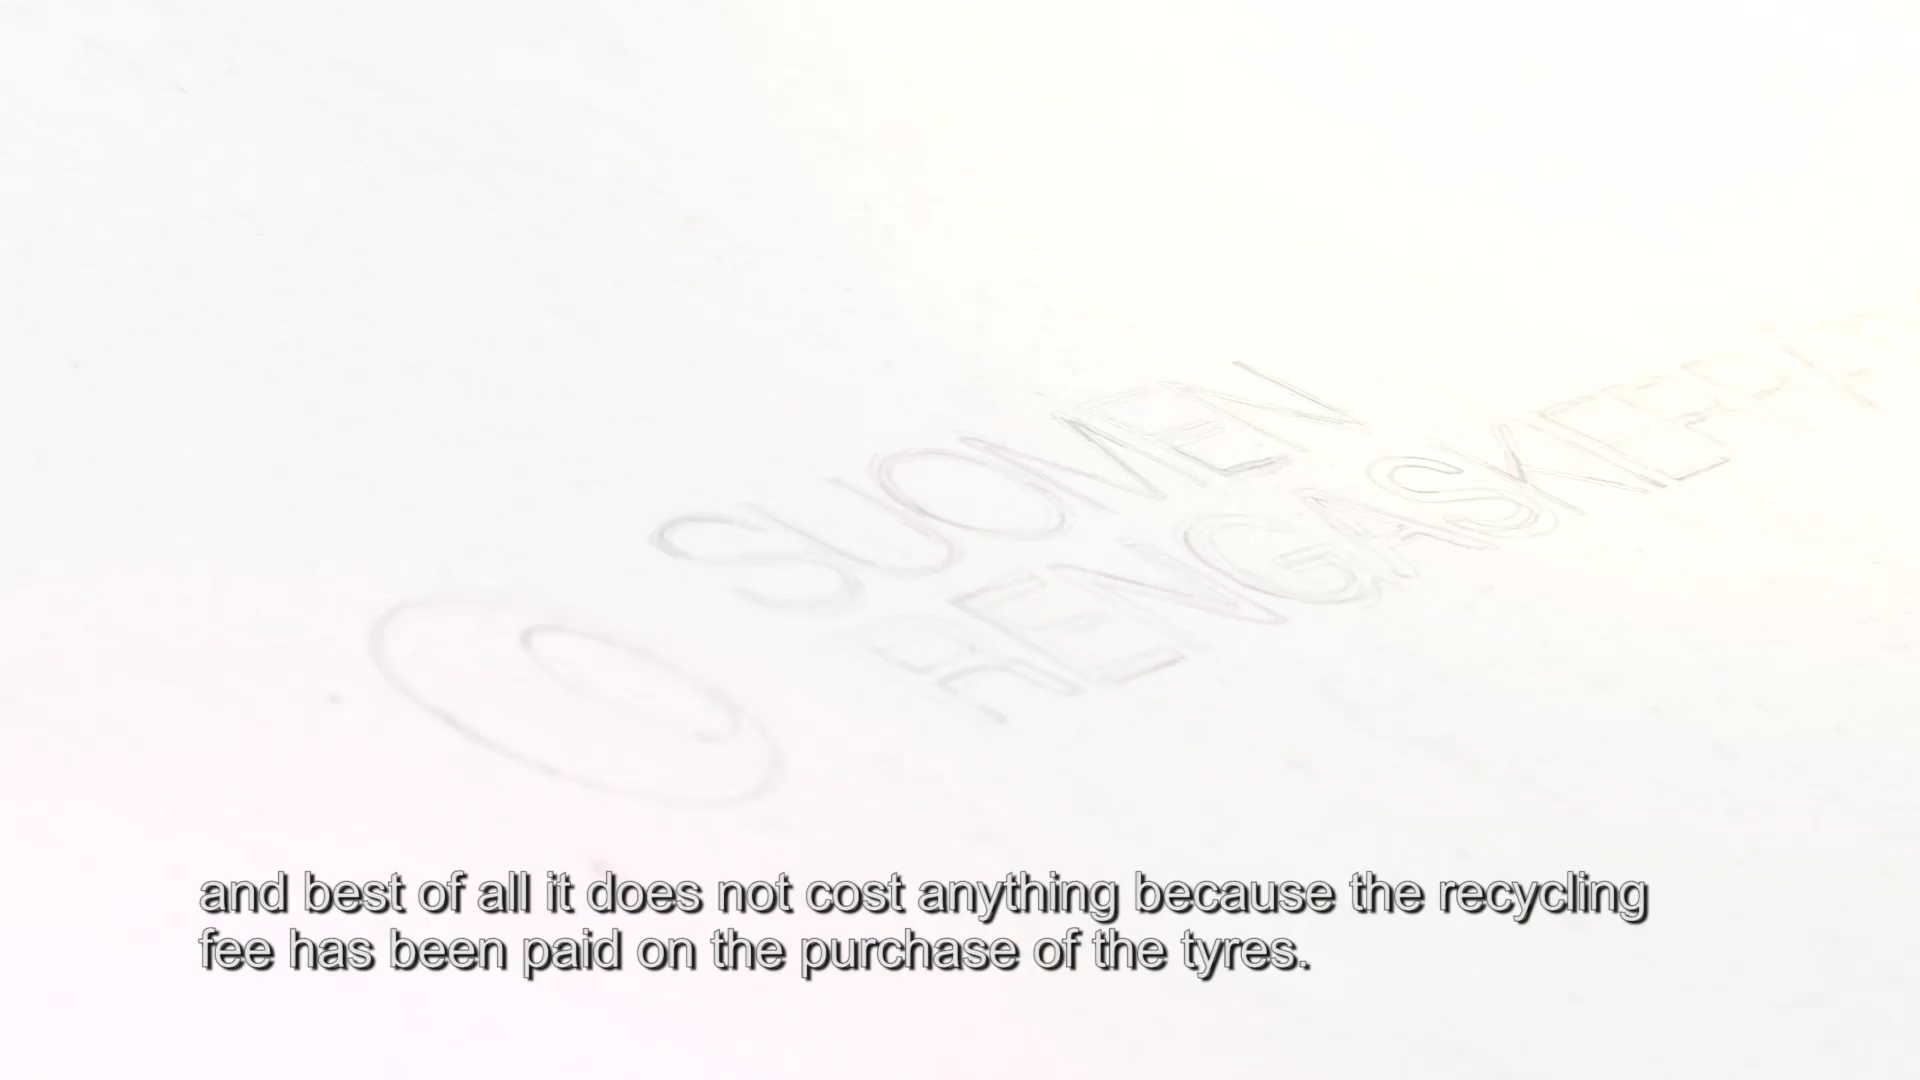 SUOMEN
and best of all it does not cost anything because the recycling
fee has been paid on the purchase of the tyres.